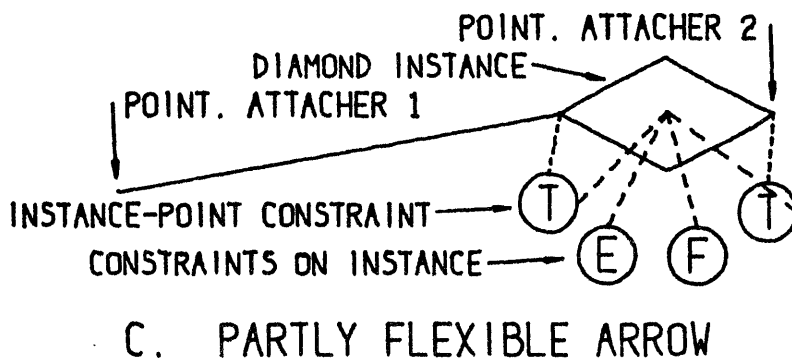 POINT. ATTACHER 2
DIAMOND INSTANCE
POINT. ATTACHER 1
INSTANCE-POINT CONSTRAINT
T
T
CONSTRAINTS ON INSTANCE
E
F
C. PARTLY FLEXIBLE ARROW